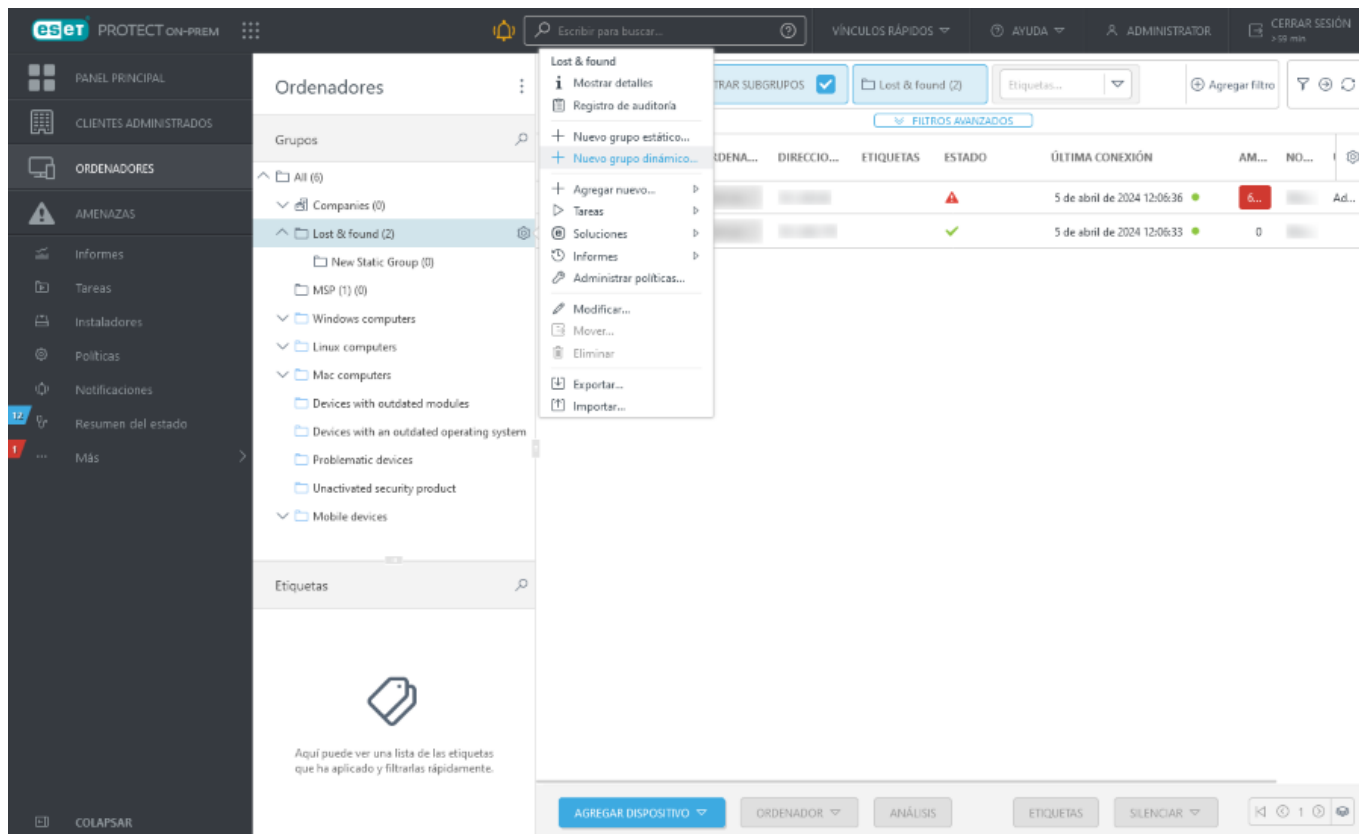 eset PROTECT ON-PREM
Escribir para buscar...
VÍNCULOS RÁPIDOS
AYUDA
ADMINISTRATOR
CERRAR SESIÓN
> 59 min
PANEL PRINCIPAL
CLIENTES ADMINISTRADOS
ORDENADORES
AMENAZAS
Informes
Tareas
Instaladores
Políticas
Notificaciones
12
Resumen del estado
1
Más
COLAPSAR
Ordenadores
Grupos
All (6)
Companies (0)
Lost & found (2)
New Static Group (0)
MSP (1) (0)
Windows computers
Linux computers
Mac computers
Devices with outdated modules
Devices with an outdated operating system
Problematic devices
Unactivated security product
Mobile devices
Etiquetas
Aquí puede ver una lista de las etiquetas
que ha aplicado y filtrarlas rápidamente.
Lost & found
Mostrar detalles
Registro de auditoría
Nuevo grupo estático...
Nuevo grupo dinámico...
Agregar nuevo...
Tareas
Soluciones
Informes
Administrar políticas...
Modificar...
Mover...
Eliminar
Exportar...
Importar...
TRAR SUBGRUPOS
Lost & found (2)
Etiquetas...
Agregar filtro
FILTROS AVANZADOS
RDENA... DIRECCIO... ETIQUETAS ESTADO ÚLTIMA CONEXIÓN AM... NO...
5 de abril de 2024 12:06:36 6... Ad...
5 de abril de 2024 12:06:33 0
AGREGAR DISPOSITIVO
ORDENADOR
ANÁLISIS
ETIQUETAS
SILENCIAR
1